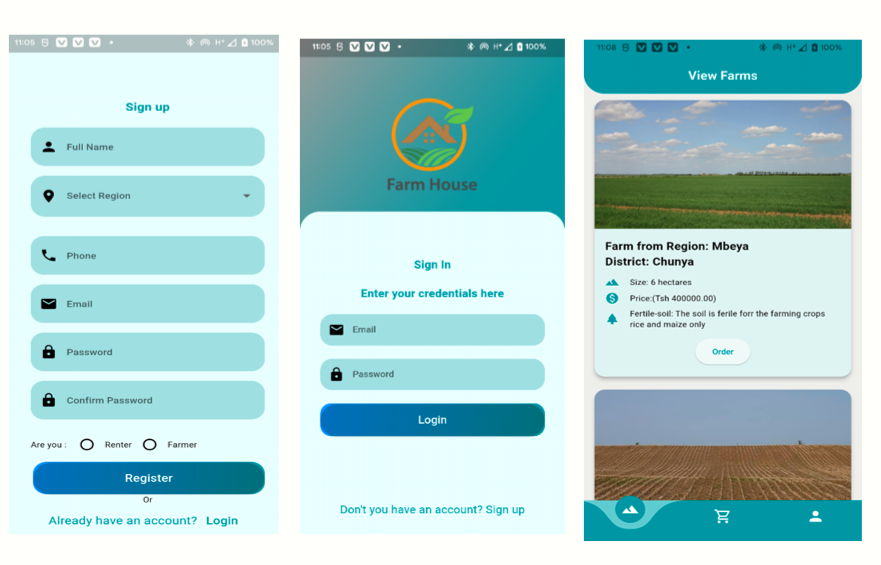 11:05
H+
100%
Sign up
Full Name
Select Region
Phone
Email
Password
Confirm Password
Are you : Renter Farmer
Register
Or
Already have an account? Login
11:05
H+
100%
Farm House
Sign In
Enter your credentials here
Email
Password
Login
Don't you have an account? Sign up
11:08
H+
100%
View Farms
Farm from Region: Mbeya
District: Chunya
Size: 6 hectares
Price:(Tsh 400000.00)
Fertile-soil: The soil is ferile forr the farming crops
rice and maize only
Order